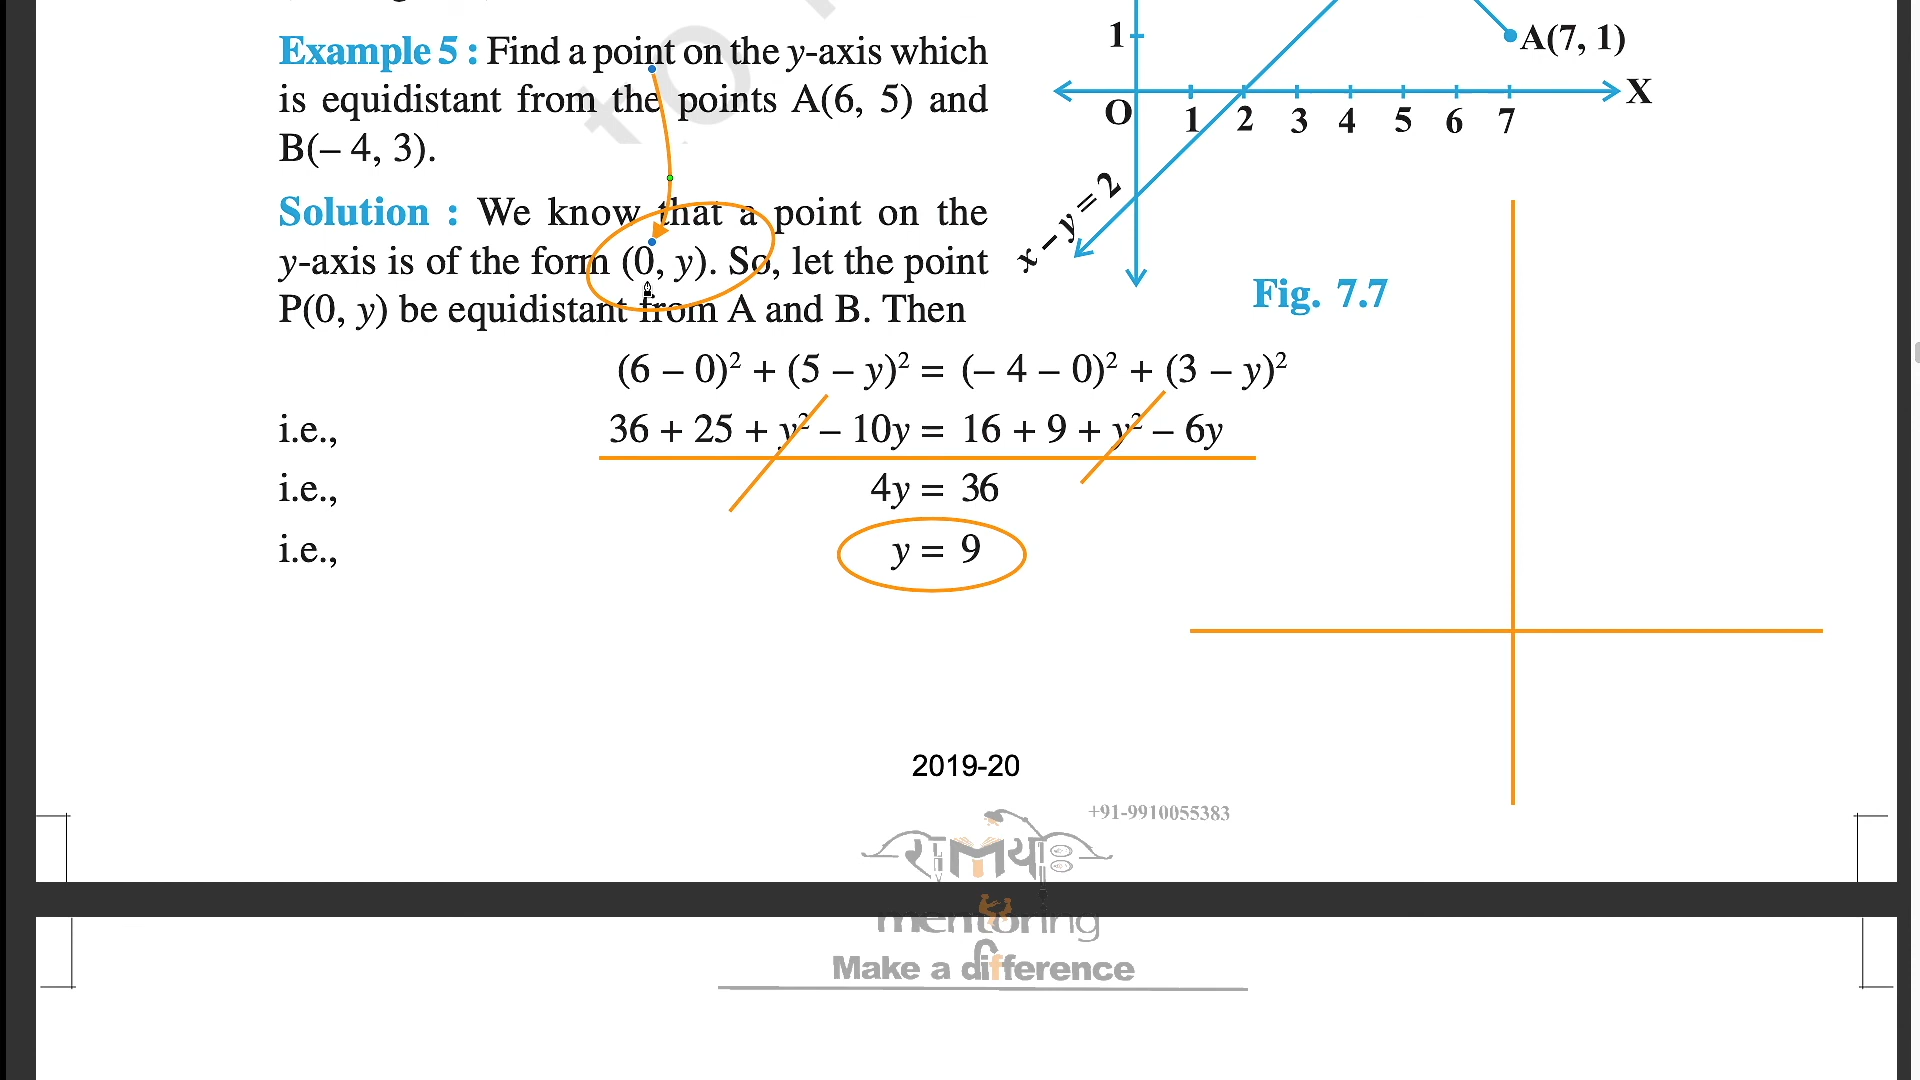 Example 5 : Find a point on the y-axis which
is equidistant from the points A(6, 5) and
B(– 4, 3).
Solution : We know that a point on the
y-axis is of the form (0, y). So, let the point
P(0, y) be equidistant from A and B. Then
(6 – 0)² + (5 – y)² = (– 4 – 0)² + (3 – y)²
i.e., 36 + 25 + y² – 10y = 16 + 9 + y² – 6y
i.e., 4y = 36
i.e., y = 9
1
A(7, 1)
X
O 1 2 3 4 5 6 7
x – y = 2
Fig. 7.7
2019-20
+91-9910055383
mentoring
Make a difference